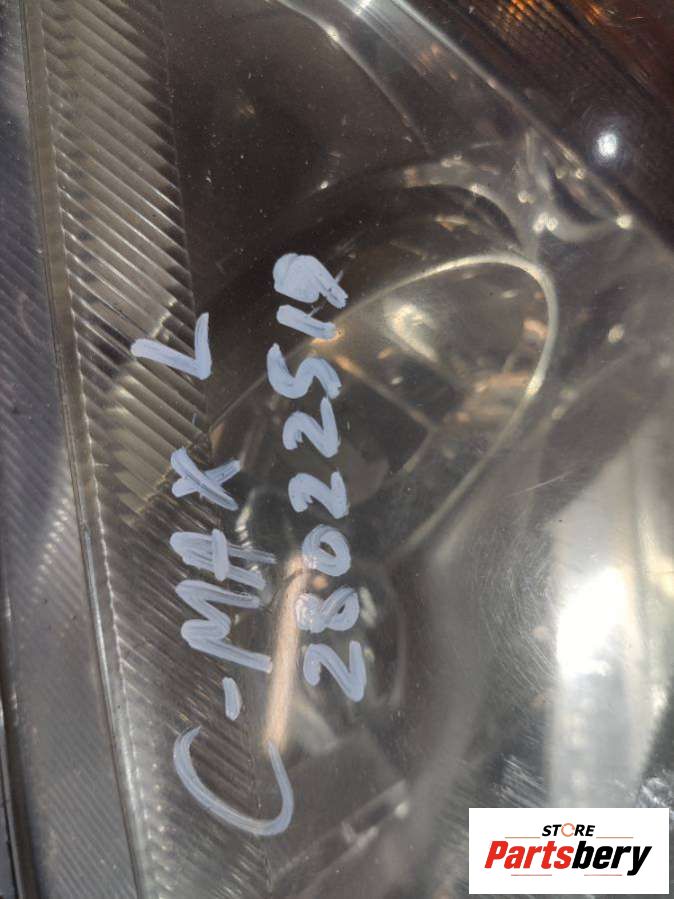 C-MAX L
28022519
STORE
Partsbery